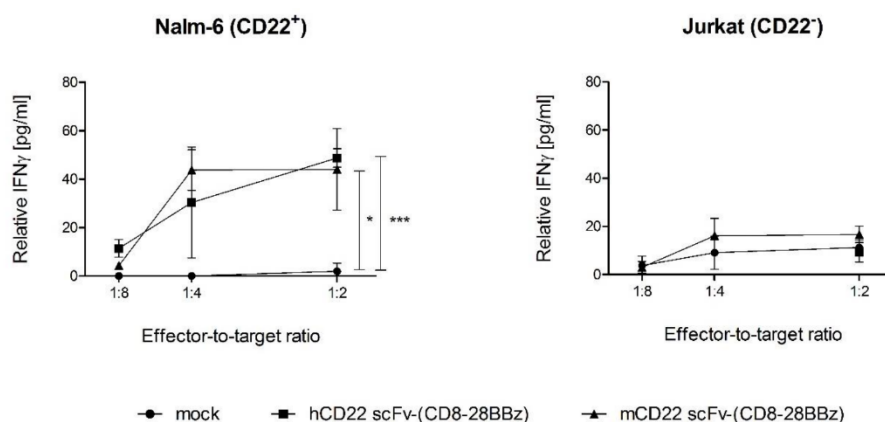 Nalm-6 (CD22⁺)
Relative IFNγ [pg/ml]
80
60
40
20
0
1:8
1:4
1:2
*
***
Effector-to-target ratio
Jurkat (CD22⁻)
Relative IFNγ [pg/ml]
80
60
40
20
0
1:8
1:4
1:2
Effector-to-target ratio
mock
hCD22 scFv-(CD8-28BBz)
mCD22 scFv-(CD8-28BBz)